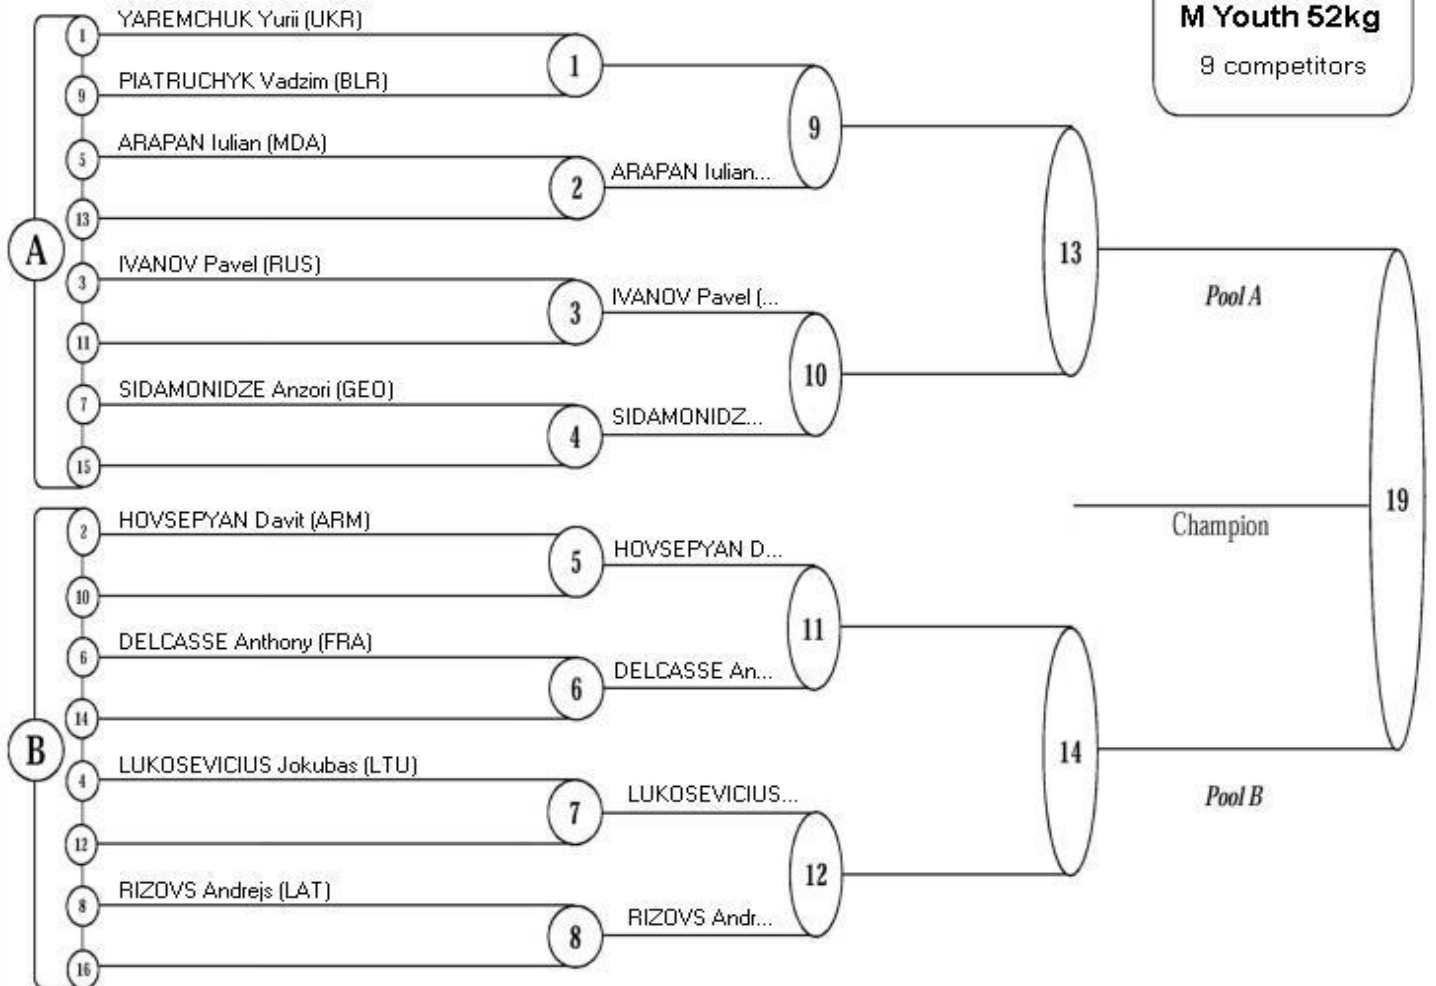 M Youth 52kg
9 competitors
A
1
YAREMCHUK Yurii (UKR)
9
PIATRUCHYK Vadzim (BLR)
1
5
ARAPAN Iulian (MDA)
13
2
ARAPAN Iulian...
9
3
IVANOV Pavel (RUS)
11
3
IVANOV Pavel (...
7
SIDAMONIDZE Anzori (GEO)
15
4
SIDAMONIDZ...
10
13
Pool A
B
2
HOVSEPYAN Davit (ARM)
10
5
HOVSEPYAN D...
6
DELCASSE Anthony (FRA)
14
6
DELCASSE An...
11
4
LUKOSEVICIUS Jokubas (LTU)
12
7
LUKOSEVICIUS...
8
RIZOVS Andrejs (LAT)
16
8
RIZOVS Andr...
12
14
Pool B
19
Champion